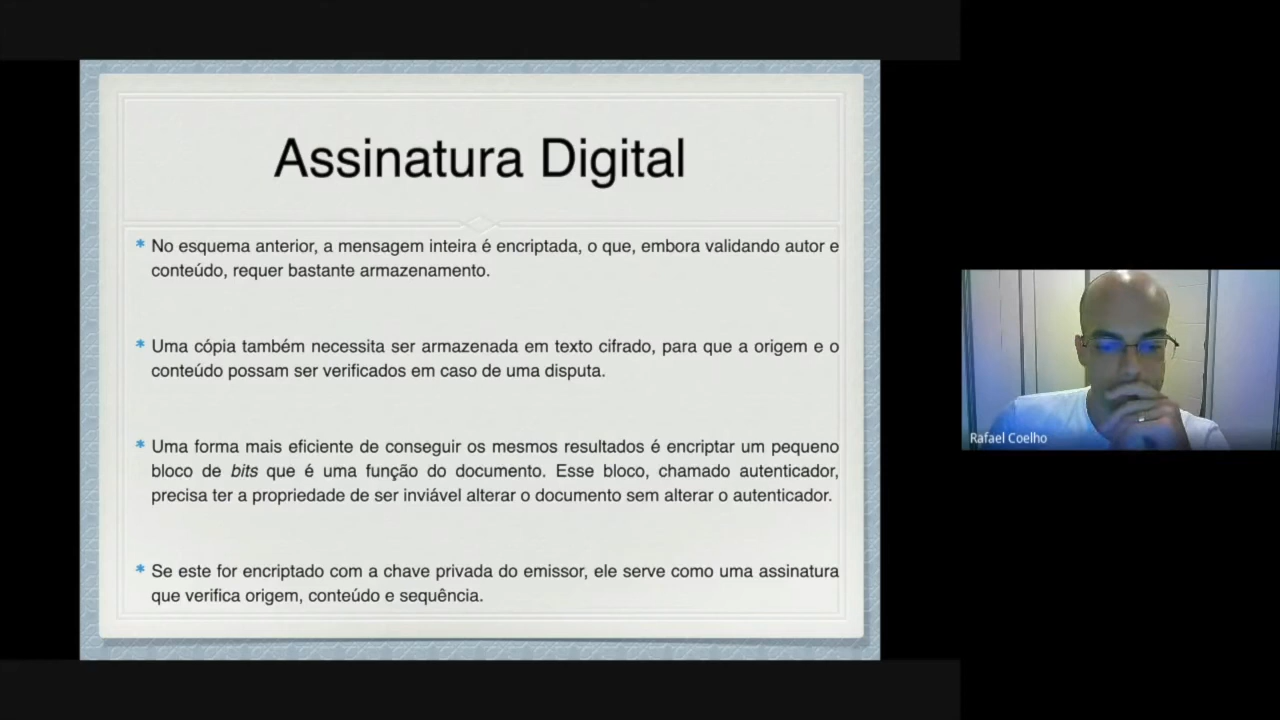 Assinatura Digital
* No esquema anterior, a mensagem inteira é encriptada, o que, embora validando autor e
conteúdo, requer bastante armazenamento.
* Uma cópia também necessita ser armazenada em texto cifrado, para que a origem e o
conteúdo possam ser verificados em caso de uma disputa.
* Uma forma mais eficiente de conseguir os mesmos resultados é encriptar um pequeno
bloco de bits que é uma função do documento. Esse bloco, chamado autenticador,
precisa ter a propriedade de ser inviável alterar o documento sem alterar o autenticador.
* Se este for encriptado com a chave privada do emissor, ele serve como uma assinatura
que verifica origem, conteúdo e sequência.
Rafael Coelho